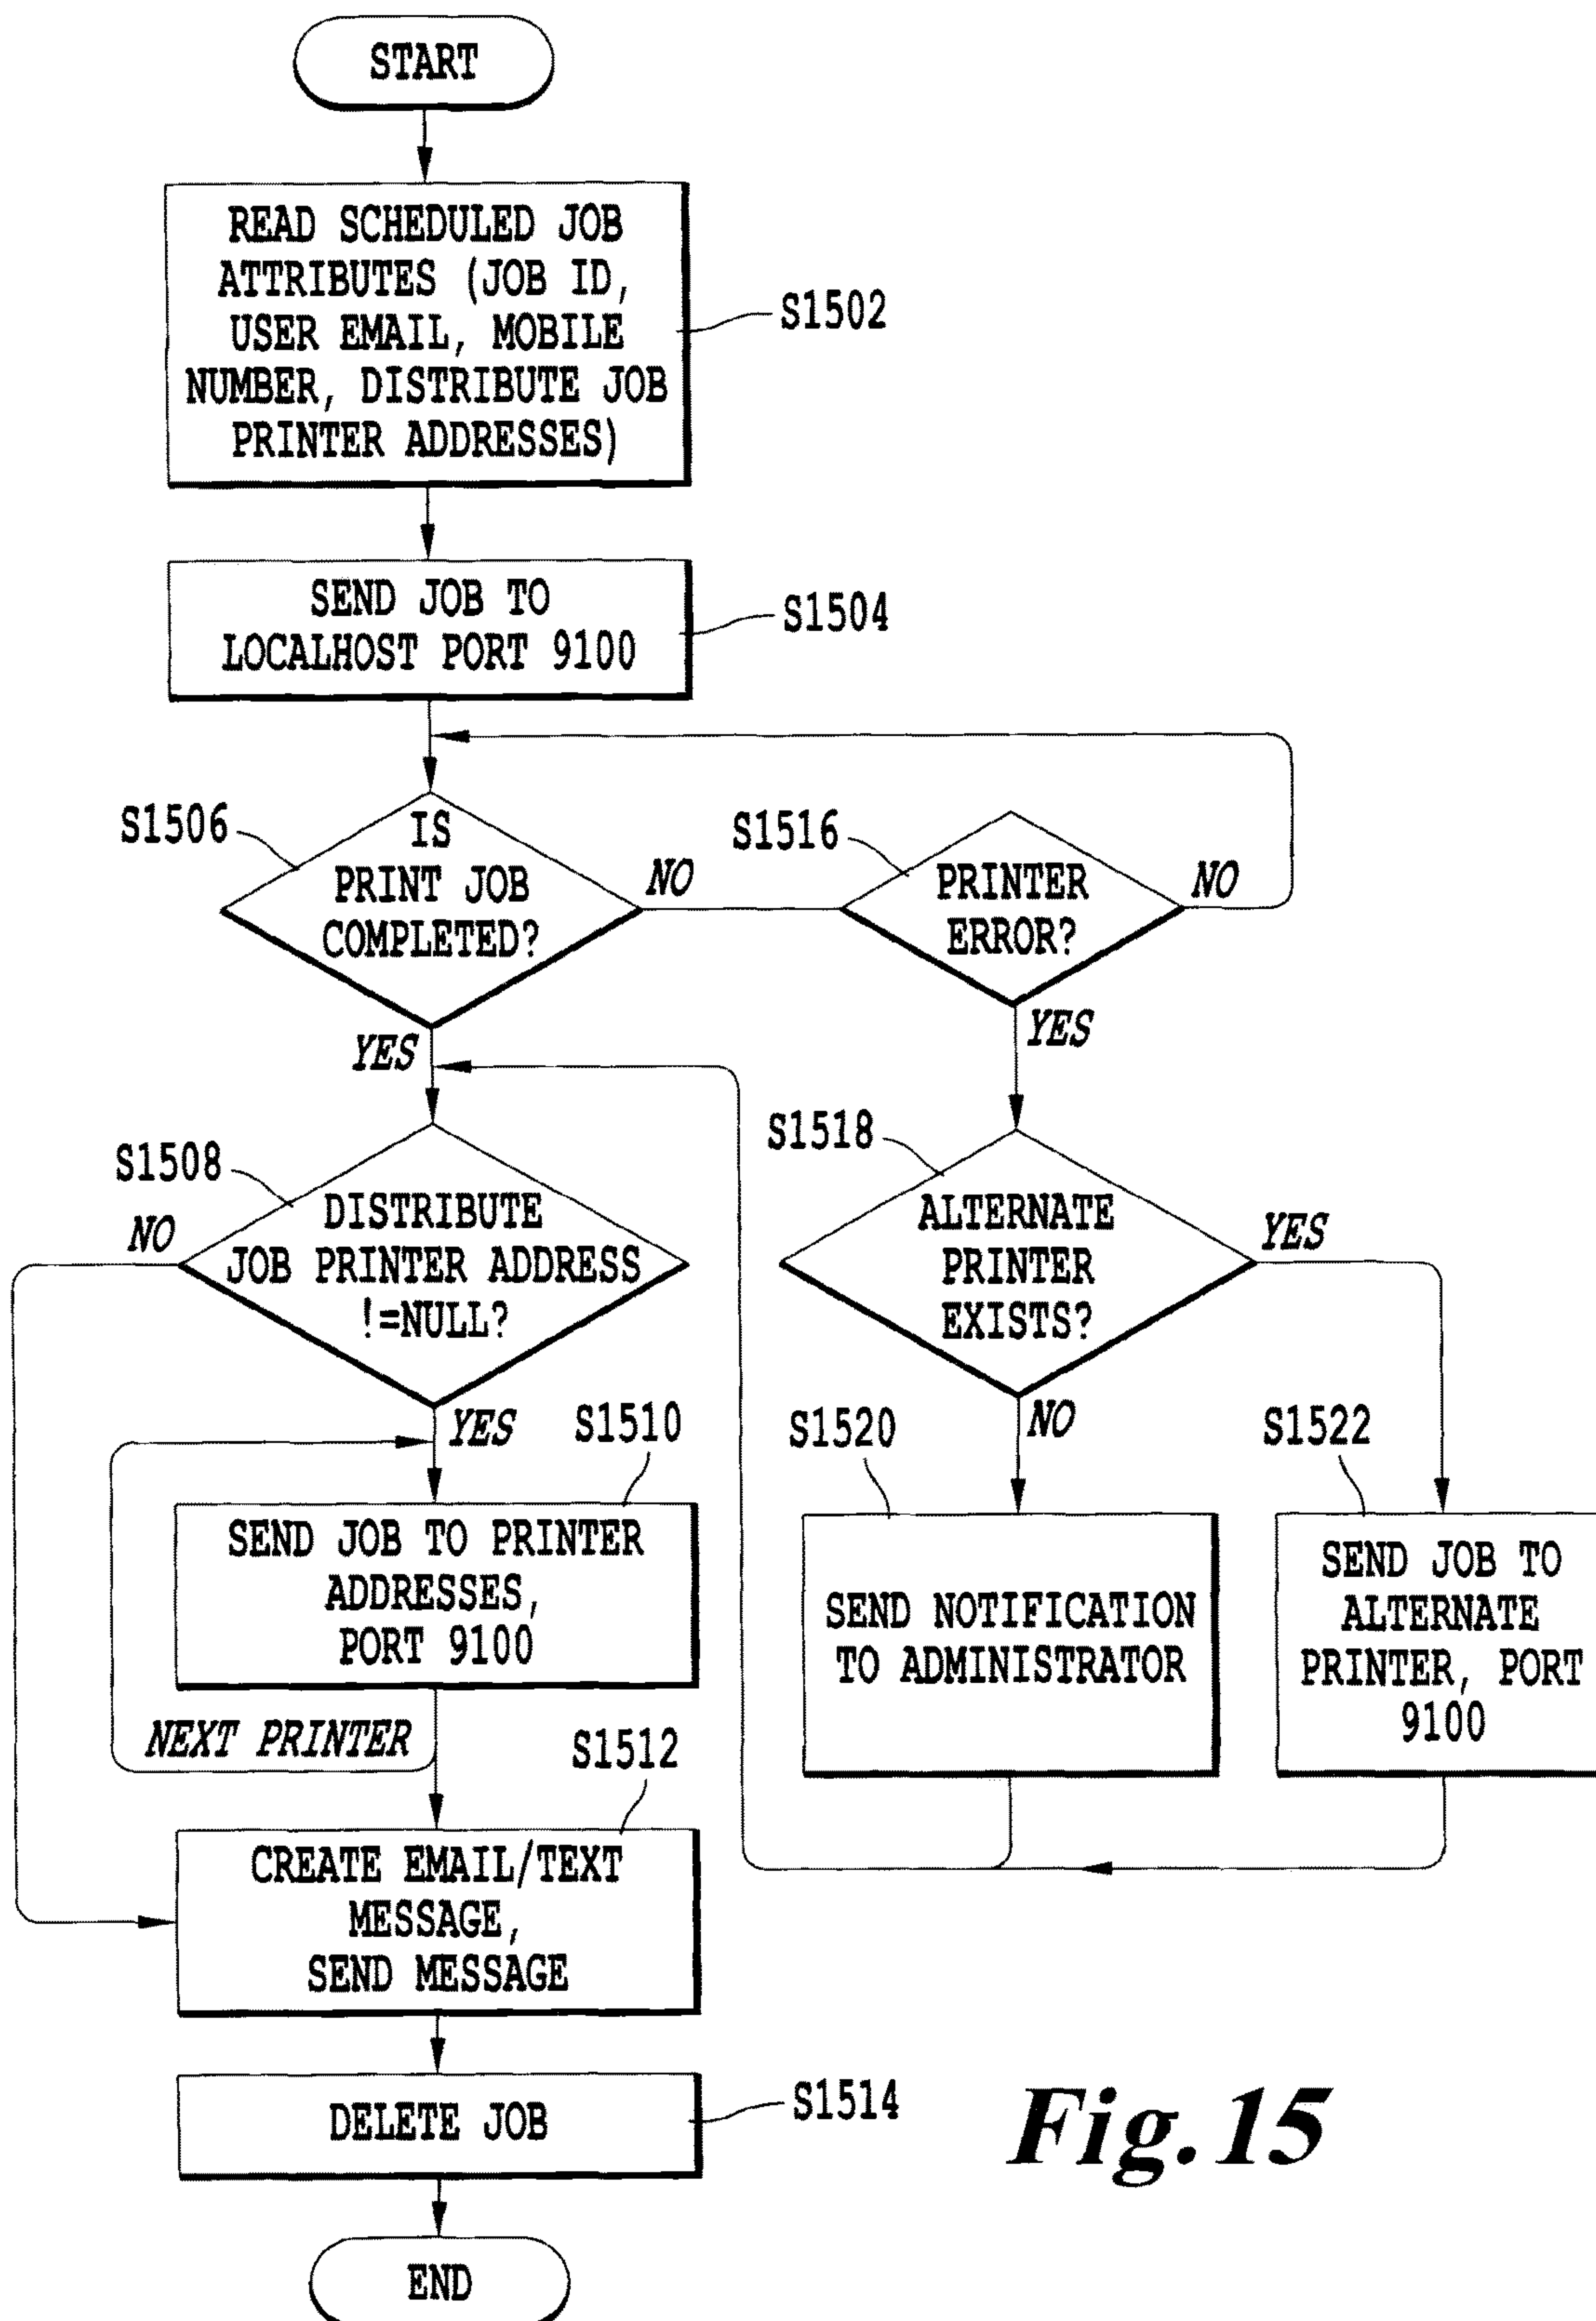 START
READ SCHEDULED JOB
ATTRIBUTES (JOB ID,
USER EMAIL, MOBILE
NUMBER, DISTRIBUTE JOB
PRINTER ADDRESSES)
S1502
SEND JOB TO
LOCALHOST PORT 9100
S1504
S1506
IS
PRINT JOB
COMPLETED?
NO
YES
S1516
PRINTER
ERROR?
NO
YES
S1508
DISTRIBUTE
JOB PRINTER ADDRESS
!=NULL?
NO
YES
S1518
ALTERNATE
PRINTER
EXISTS?
YES
NO
S1510
SEND JOB TO PRINTER
ADDRESSES,
PORT 9100
NEXT PRINTER
S1520
SEND NOTIFICATION
TO ADMINISTRATOR
S1522
SEND JOB TO
ALTERNATE
PRINTER, PORT
9100
S1512
CREATE EMAIL/TEXT
MESSAGE,
SEND MESSAGE
DELETE JOB
S1514
END
Fig. 15